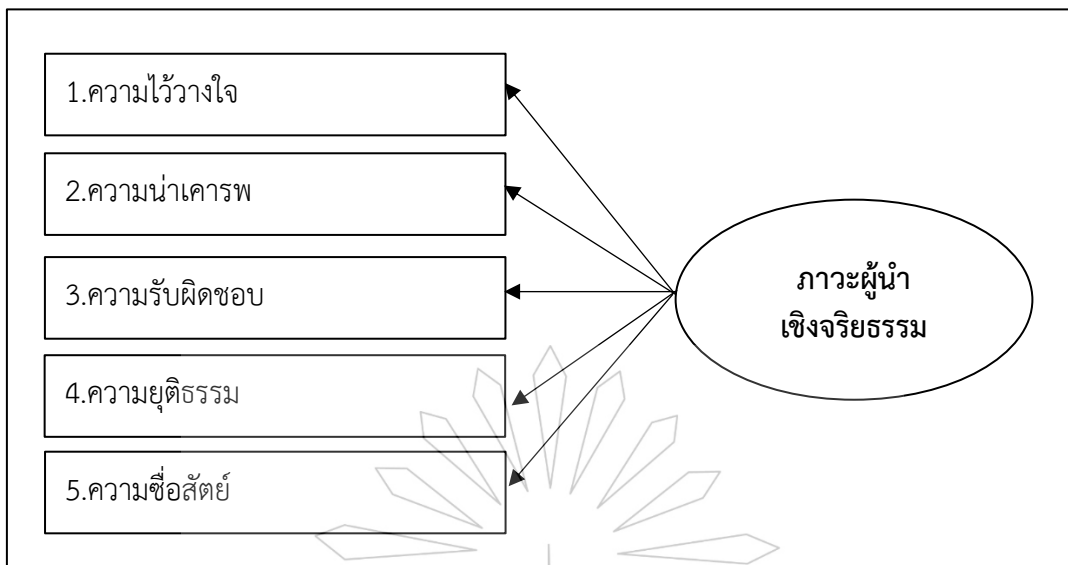 1.ความไว้วางใจ
2.ความน่าเคารพ
3.ความรับผิดชอบ
4.ความยุติธรรม
5.ความซื่อสัตย์
ภาวะผู้นำ
เชิงจริยธรรม